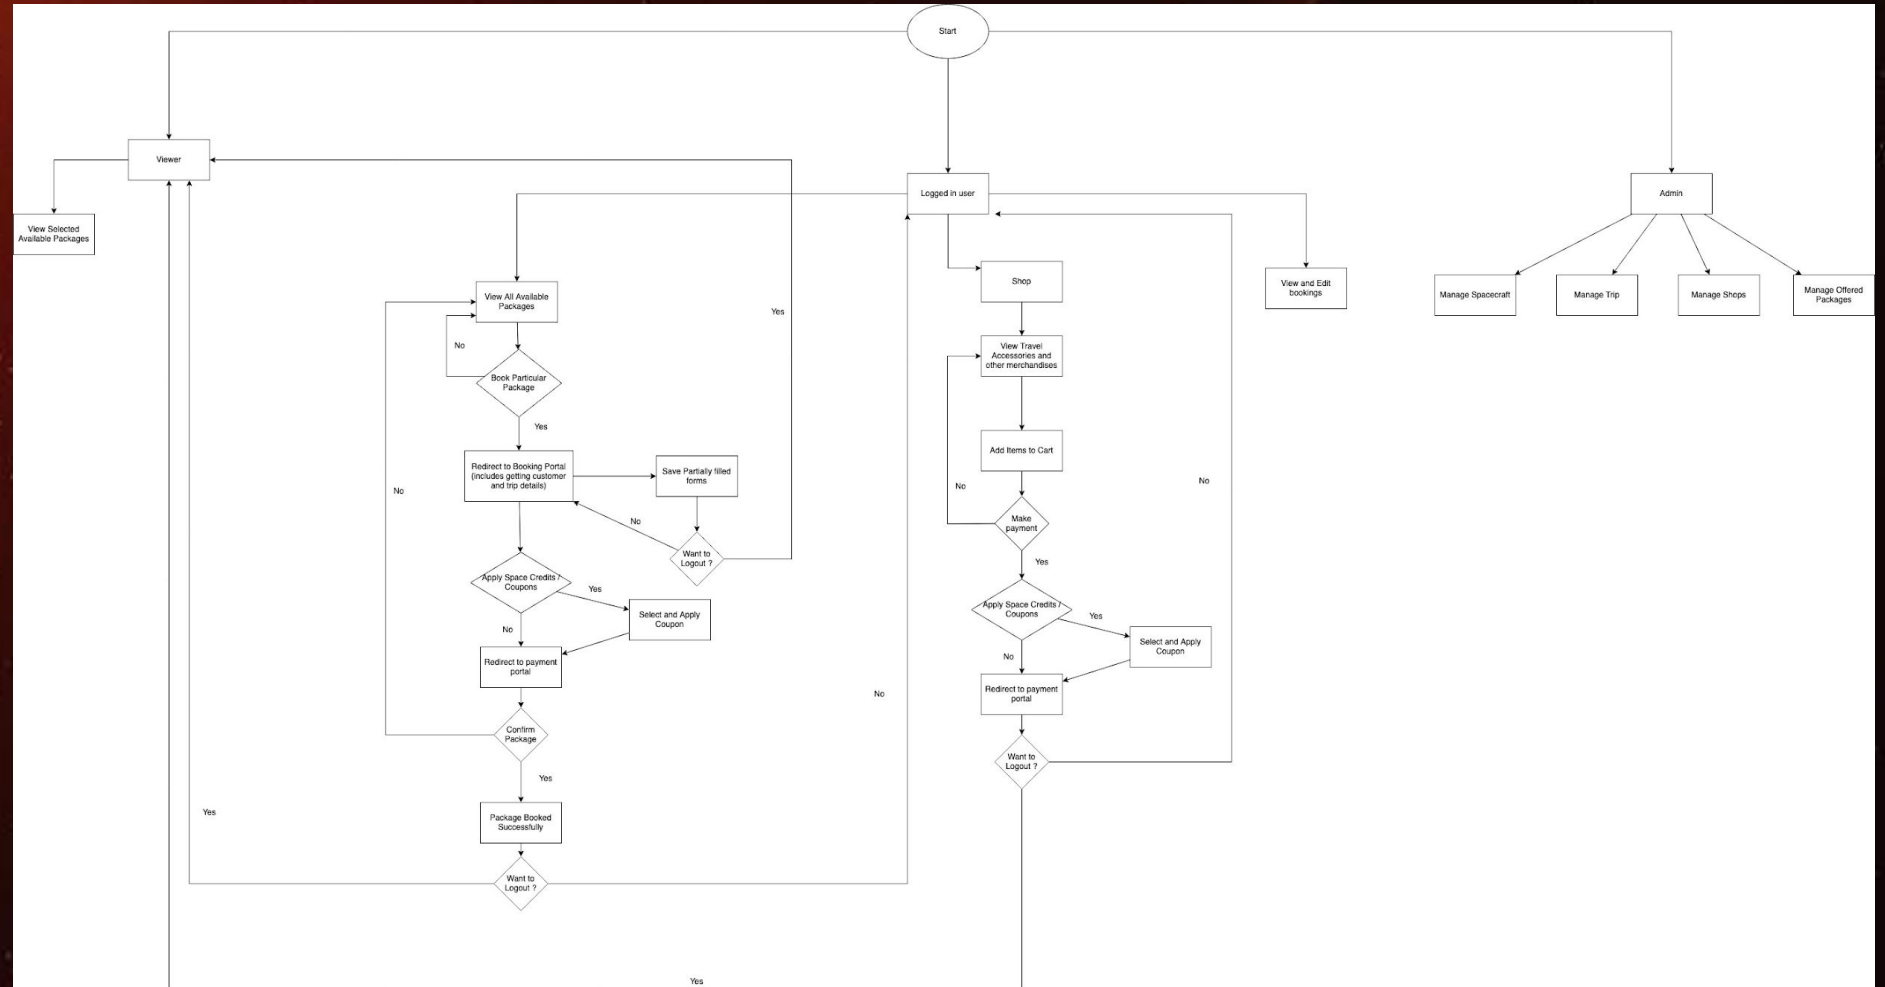 Start
Viewer
View Selected
Available Packages
Logged in user
Admin
Shop
View and Edit
bookings
Manage Spacecraft
Manage Trip
Manage Shops
Manage Offered
Packages
View All Available
Packages
Yes
No
View Travel
Accessories and
other merchandises
Book Particular
Package
Yes
Redirect to Booking Portal
(includes getting customer
and trip details)
Save Partially filled
forms
Add Items to Cart
No
No
No
No
Make
payment
Want to
Logout ?
Yes
Apply Space Credits /
Coupons
Yes
Select and Apply
Coupon
No
Apply Space Credits /
Coupons
Yes
Select and Apply
Coupon
No
Redirect to payment
portal
Redirect to payment
portal
No
Confirm
Package
Want to
Logout ?
Yes
Yes
Package Booked
Successfully
Want to
Logout ?
Yes